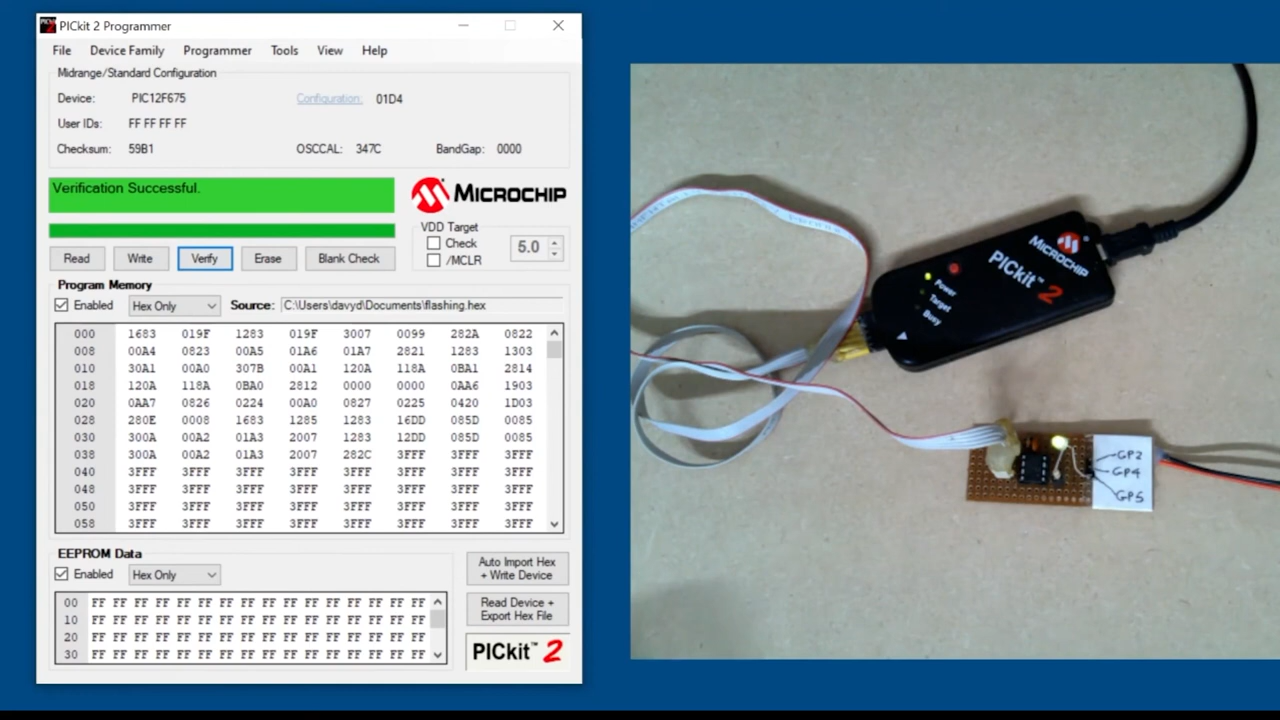 PICkit 2 Programmer
File Device Family Programmer Tools View Help
Midrange/Standard Configuration
Device: PIC12F675 Configuration: 01D4
User IDs: FF FF FF FF
Checksum: 59B1 OSCCAL: 347C BandGap: 0000
Verification Successful.
MICROCHIP
VDD Target
Check
/MCLR
5.0
Read Write Verify Erase Blank Check
Program Memory
Enabled Hex Only Source: C:\Users\davyd\Documents\flashing.hex
000 1683 019F 1283 019F 3007 0099 282A 0822
008 00A4 0823 00A5 01A6 01A7 2821 1283 1303
010 30A1 00A0 307B 00A1 120A 118A 0BA1 2814
018 120A 118A 0BA0 2812 0000 0000 0AA6 1903
020 0AA7 0826 0224 00A0 0827 0225 0420 1D03
028 280E 0008 1683 1285 1283 16DD 085D 0085
030 300A 00A2 01A3 2007 1283 12DD 085D 0085
038 300A 00A2 01A3 2007 282C 3FFF 3FFF 3FFF
040 3FFF 3FFF 3FFF 3FFF 3FFF 3FFF 3FFF 3FFF
048 3FFF 3FFF 3FFF 3FFF 3FFF 3FFF 3FFF 3FFF
050 3FFF 3FFF 3FFF 3FFF 3FFF 3FFF 3FFF 3FFF
058 3FFF 3FFF 3FFF 3FFF 3FFF 3FFF 3FFF 3FFF
EEPROM Data
Enabled Hex Only
00 FF FF FF FF FF FF FF FF FF FF FF FF FF FF FF FF
10 FF FF FF FF FF FF FF FF FF FF FF FF FF FF FF FF
20 FF FF FF FF FF FF FF FF FF FF FF FF FF FF FF FF
30 FF FF FF FF FF FF FF FF FF FF FF FF FF FF FF FF
Auto Import Hex
+ Write Device
Read Device +
Export Hex File
PICkit™ 2
MICROCHIP
PICkit™ 2
Power
Target
Busy
GP2
GP4
GP5